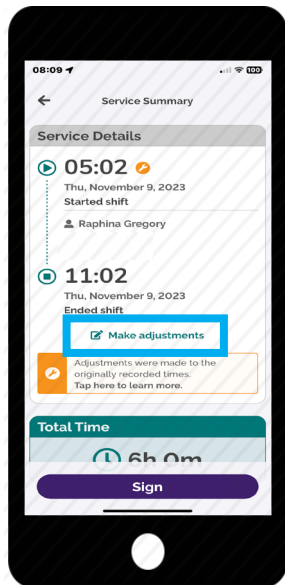 08:09
100
Service Summary
Service Details
05:02
Thu, November 9, 2023
Started shift
Raphina Gregory
11:02
Thu, November 9, 2023
Ended shift
Make adjustments
Adjustments were made to the
originally recorded times.
Tap here to learn more.
Total Time
6h 0m
Sign